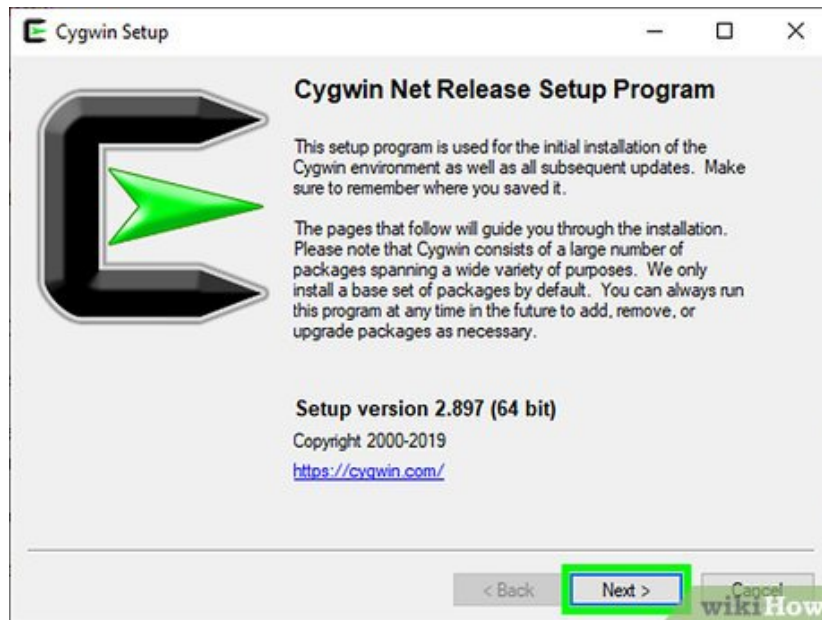 Cygwin Setup
Cygwin Net Release Setup Program
This setup program is used for the initial installation of the
Cygwin environment as well as all subsequent updates. Make
sure to remember where you saved it.
The pages that follow will guide you through the installation.
Please note that Cygwin consists of a large number of
packages spanning a wide variety of purposes. We only
install a base set of packages by default. You can always run
this program at any time in the future to add, remove, or
upgrade packages as necessary.
Setup version 2.897 (64 bit)
Copyright 2000-2019
https://cygwin.com/
< Back Next > Cancel
wikiHow